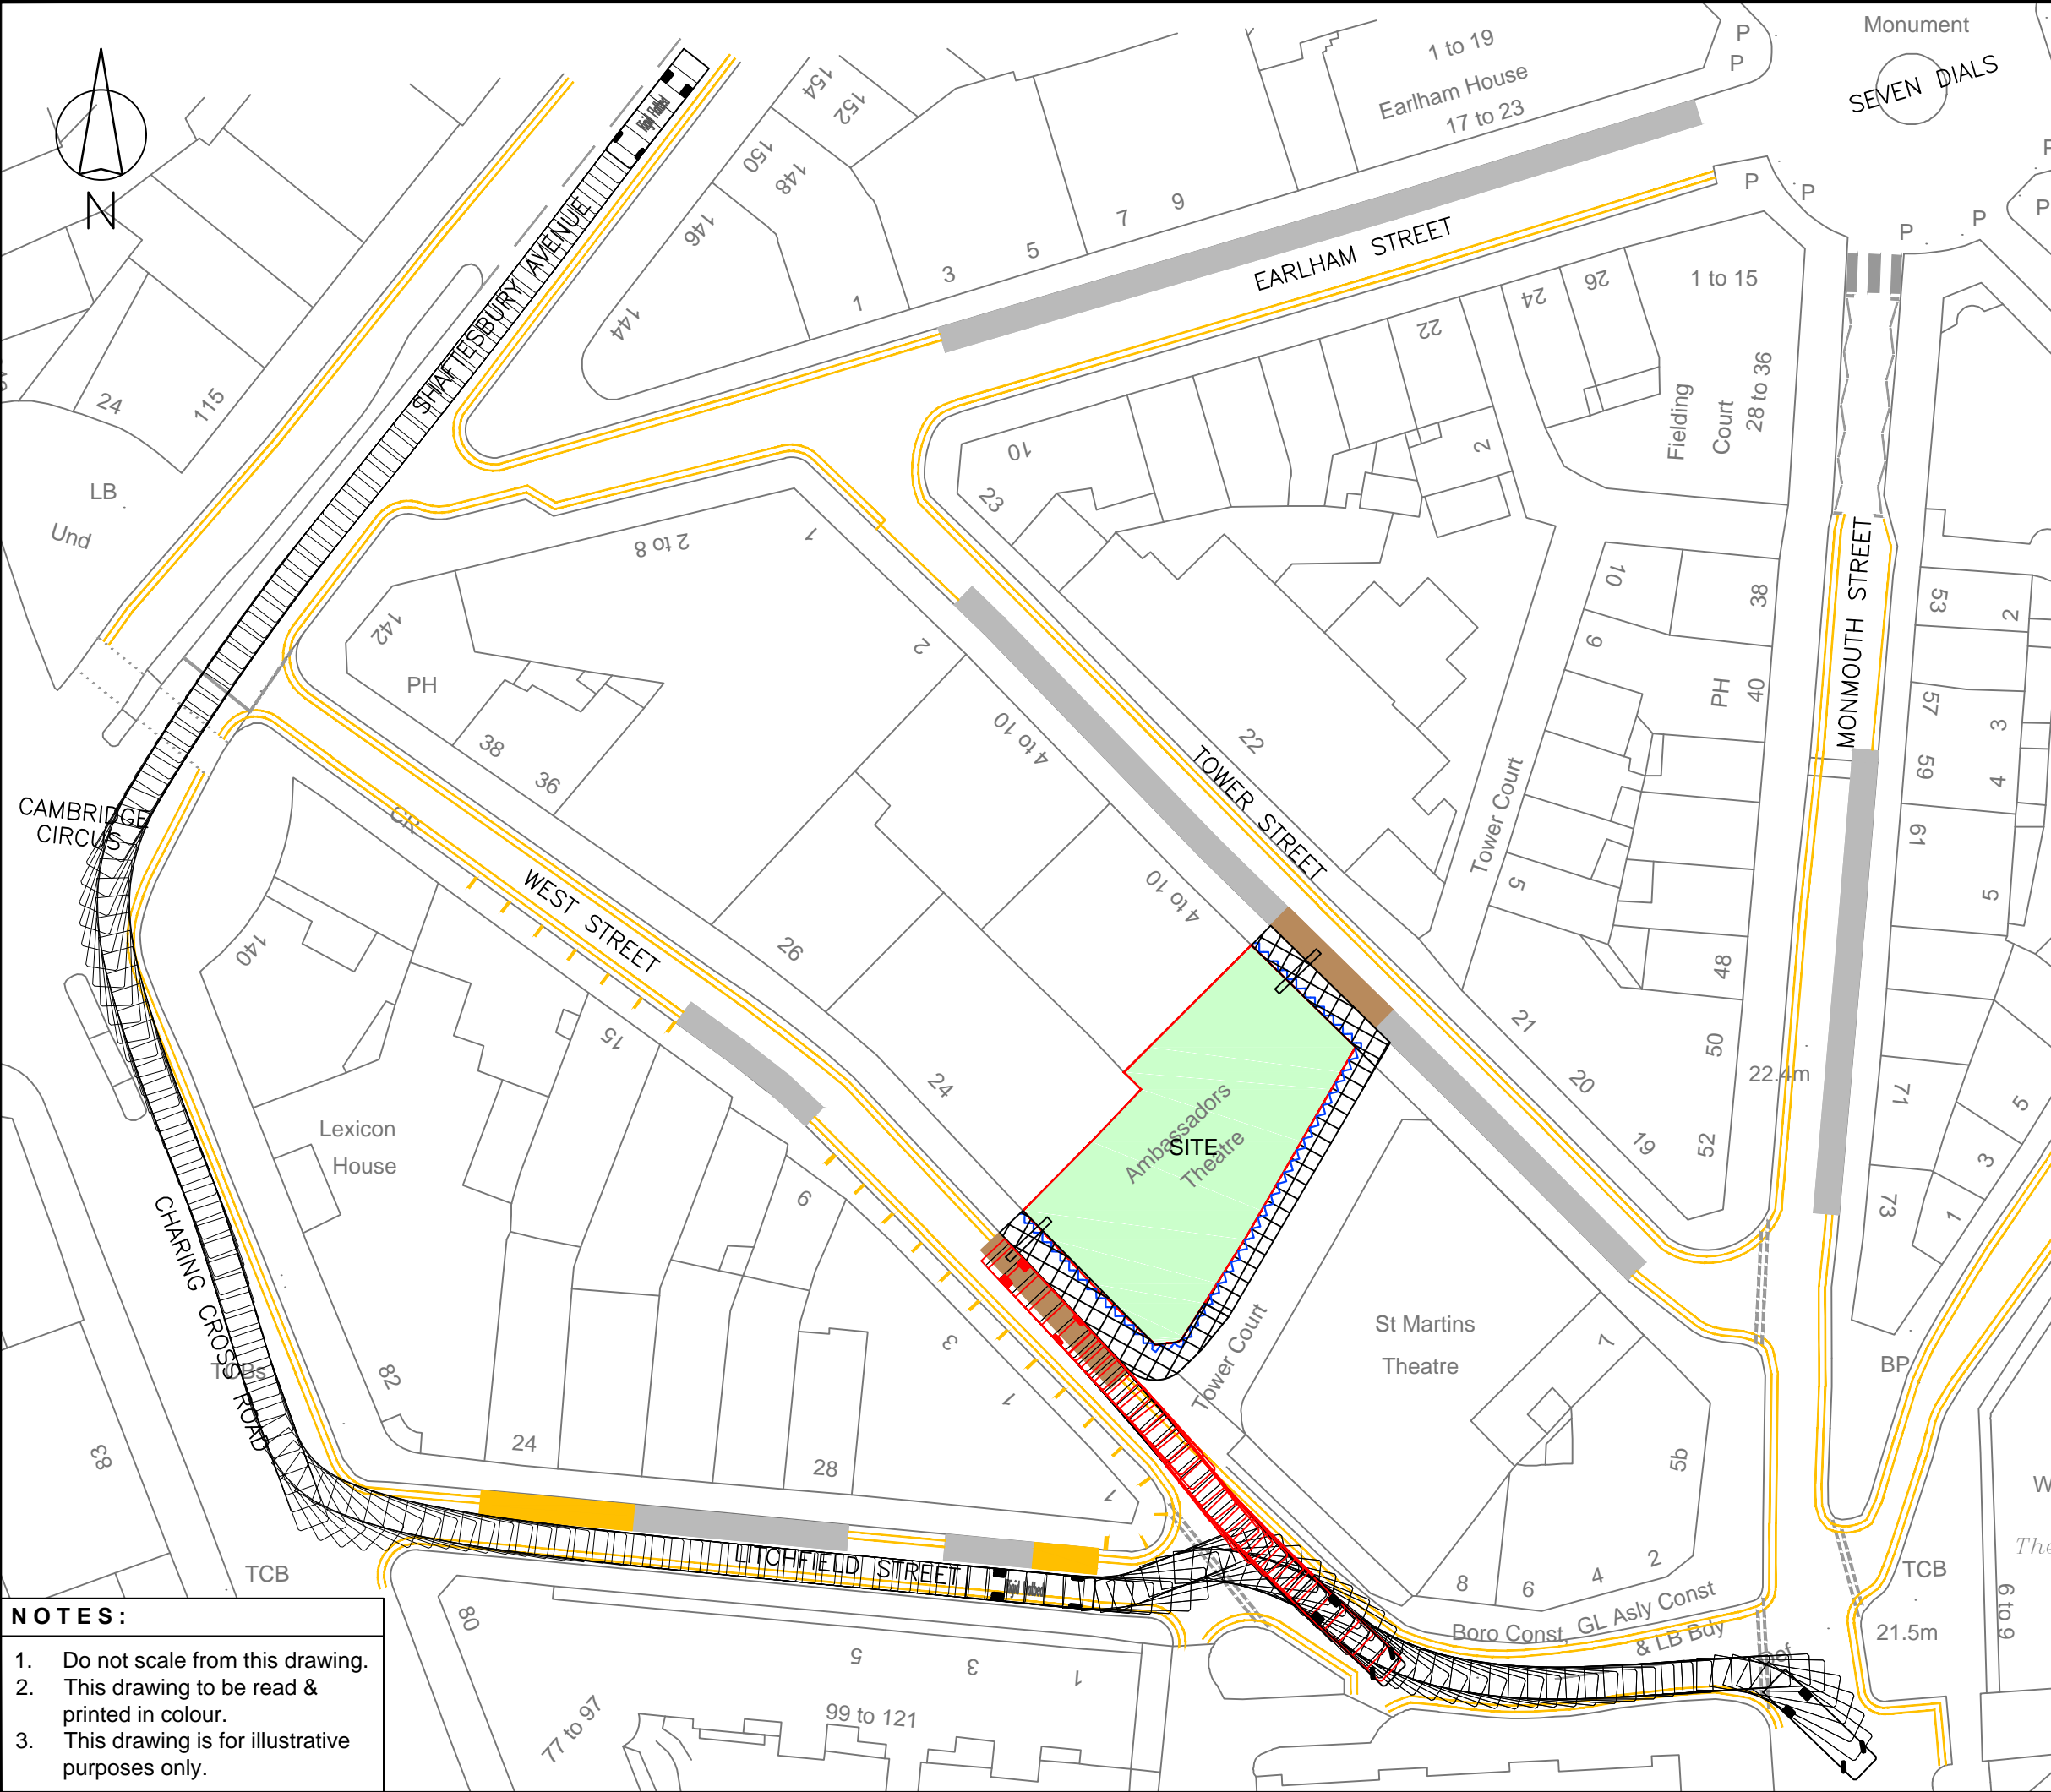 Monument
SEVEN DIALS
1 to 19
Earlham House
17 to 23
P
P
P
P
P
P
P
N
154
152
150
148
146
144
SHAFTESBURY AVENUE
1
3
5
7
9
EARLHAM STREET
22
24
26
1 to 15
Fielding
Court
28 to 36
24
115
LB
Und
10
23
2
2 to 8
1
142
PH
38
36
2
4 to 10
4 to 10
22
TOWER STREET
Tower Court
10
9
5
38
PH
40
48
50
52
MONMOUTH STREET
53
57
59
61
71
73
2
3
4
5
5
3
1
22.4m
21
20
19
CAMBRIDGE
CIRCUS
CR
WEST STREET
140
15
26
24
9
3
1
1
Lexicon
House
Ambassadors
Theatre
SITE
Tower Court
St Martins
Theatre
7
5b
BP
CHARING CROSS ROAD
TCBs
82
83
24
28
LITCHFIELD STREET
TCB
80
5
3
1
77 to 97
99 to 121
8
6
4
2
Boro Const, GL Asly Const
& LB Bdy
TCB
21.5m
6 to 9
NOTES:
1. Do not scale from this drawing.
2. This drawing to be read &
printed in colour.
3. This drawing is for illustrative
purposes only.